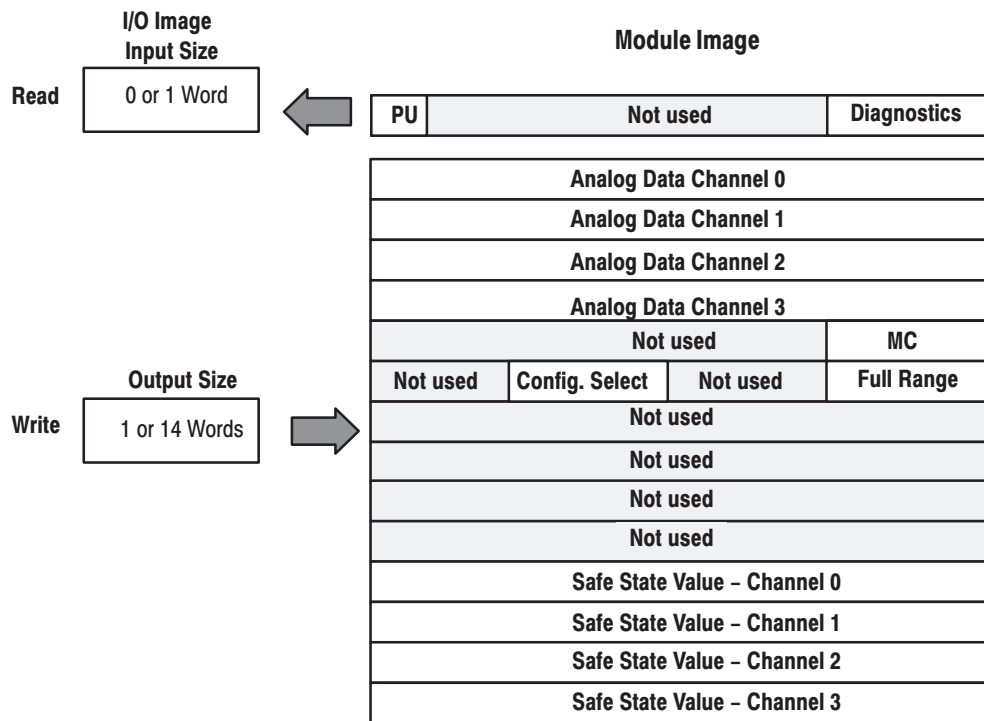 I/O Image
Input Size
Module Image
Read
0 or 1 Word
PU
Not used
Diagnostics
Analog Data Channel 0
Analog Data Channel 1
Analog Data Channel 2
Analog Data Channel 3
Not used
MC
Output Size
Not used
Config. Select
Not used
Full Range
Write
1 or 14 Words
Not used
Not used
Not used
Not used
Safe State Value – Channel 0
Safe State Value – Channel 1
Safe State Value – Channel 2
Safe State Value – Channel 3